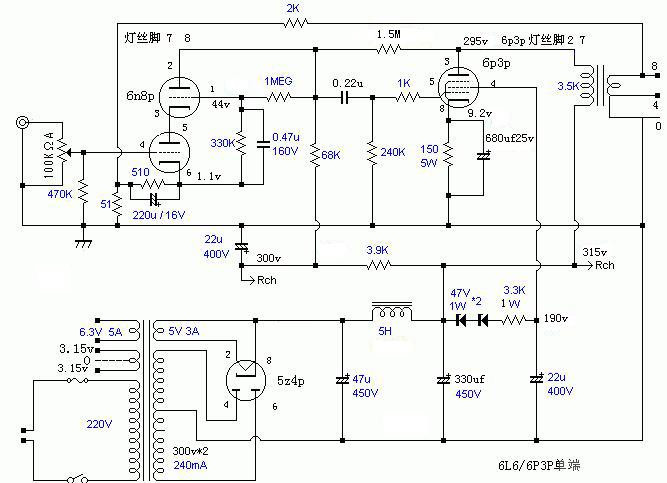 2K
灯丝脚 7 8
1.5M
295v
6p3p 灯丝脚 2 7
2
6n8p
1
44v
1MEG
0.22u
1K
3
6p3p
5
4
8
9.2v
3.5K
8
4
0
3
5
100KΩA
4
6
330K
0.47u
160V
68K
240K
150
5W
680uf25v
470K
51
510
1.1v
220u / 16V
22u
400V
300v
Rch
3.9K
315v
Rch
47V
1W
*2
3.3K
1 W
190v
6.3V 5A
5V 3A
3.15v
0
3.15v
5H
2
8
5z4p
4
6
47u
450V
330uf
450V
22u
400V
220V
300v*2
240mA
6L6/6P3P单端